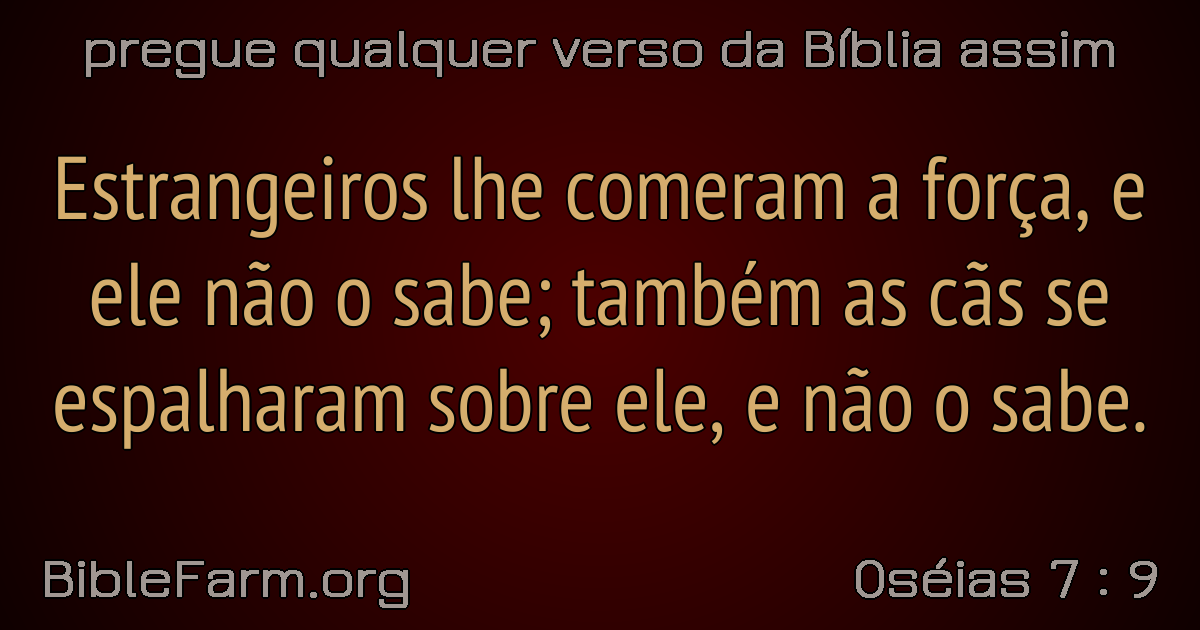 pregue qualquer verso da Bíblia assim
Estrangeiros lhe comeram a força, e
ele não o sabe; também as cãs se
espalharam sobre ele, e não o sabe.
BibleFarm.org
Oséias 7 : 9